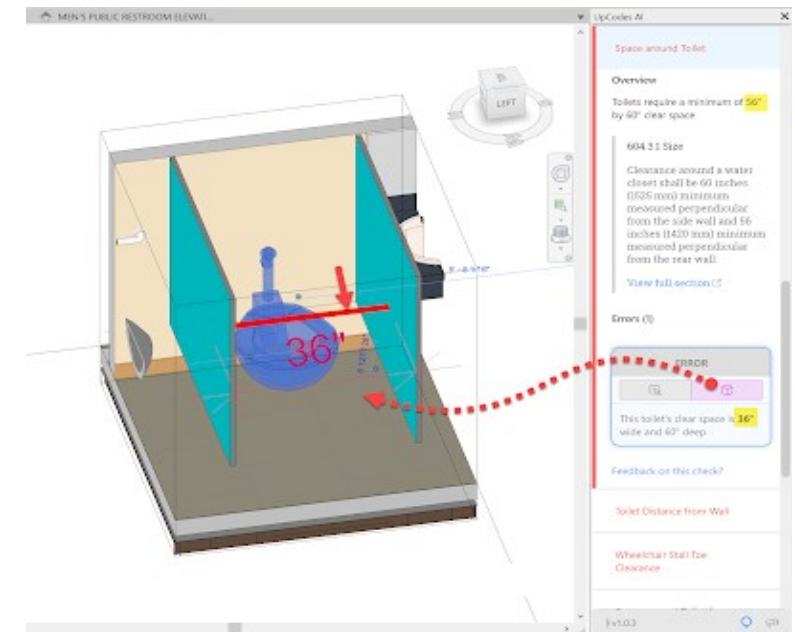 MEN'S PUBLIC RESTROOM ELEVATI...
UpCodes AI
Space around Toilet
Overview
Toilets require a minimum of 56"
by 60" clear space
604.3.1 Size
Clearance around a water
closet shall be 60 inches
(1525 mm) minimum
measured perpendicular
from the side wall and 56
inches (1420 mm) minimum
measured perpendicular
from the rear wall.
View full section
Errors (1)
ERROR
This toilet's clear space is 36"
wide and 60" deep
Feedback on this check?
Toilet Distance from Wall
Wheelchair Stall Toe
Clearance
v1.0.3
LEFT
36"